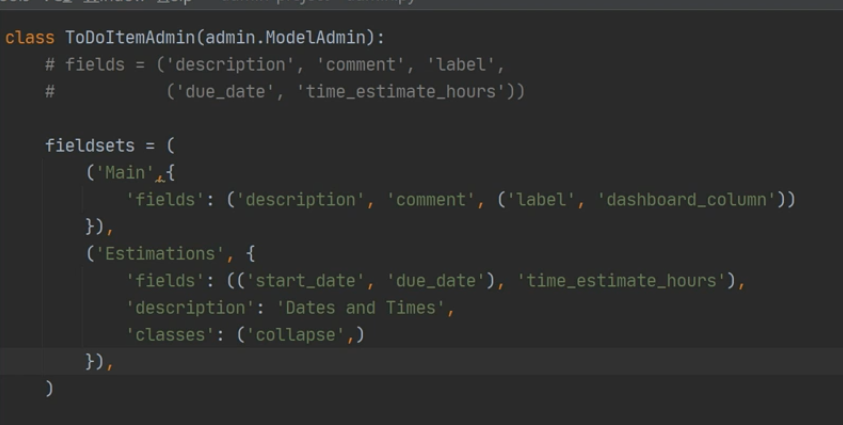 class ToDoItemAdmin(admin.ModelAdmin):
    # fields = ('description', 'comment', 'label',
    #           ('due_date', 'time_estimate_hours'))

    fieldsets = (
        ('Main',{
            'fields': ('description', 'comment', ('label', 'dashboard_column'))
        }),
        ('Estimations', {
            'fields': (('start_date', 'due_date'), 'time_estimate_hours'),
            'description': 'Dates and Times',
            'classes': ('collapse',)
        }),
    )